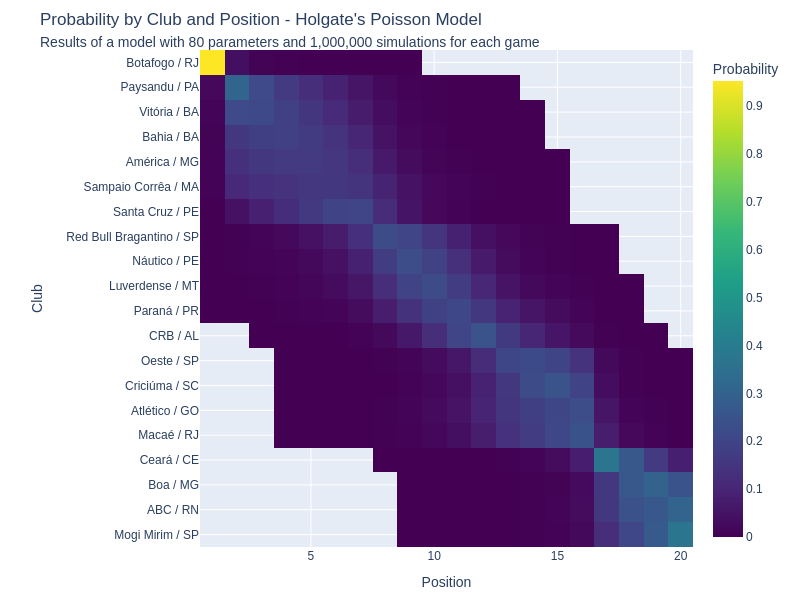 Probability by Club and Position - Holgate's Poisson Model
Results of a model with 80 parameters and 1,000,000 simulations for each game
Probability
Botafogo / RJ
Paysandu / PA
Vitória / BA
Bahia / BA
América / MG
Sampaio Corrêa / MA
Santa Cruz / PE
Red Bull Bragantino / SP
Náutico / PE
Luverdense / MT
Paraná / PR
CRB / AL
Oeste / SP
Criciúma / SC
Atlético / GO
Macaé / RJ
Ceará / CE
Boa / MG
ABC / RN
Mogi Mirim / SP
Club
5
10
15
20
Position
0.9
0.8
0.7
0.6
0.5
0.4
0.3
0.2
0.1
0